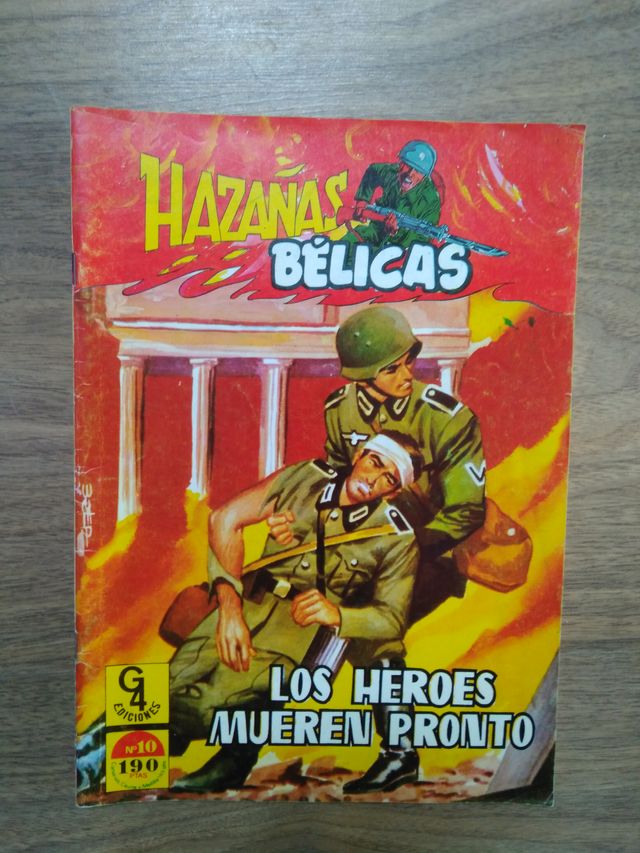 HAZAÑAS
BÉLICAS
LOS HEROES
MUEREN PRONTO
G4
EDICIONES
Nº10
190
PTAS